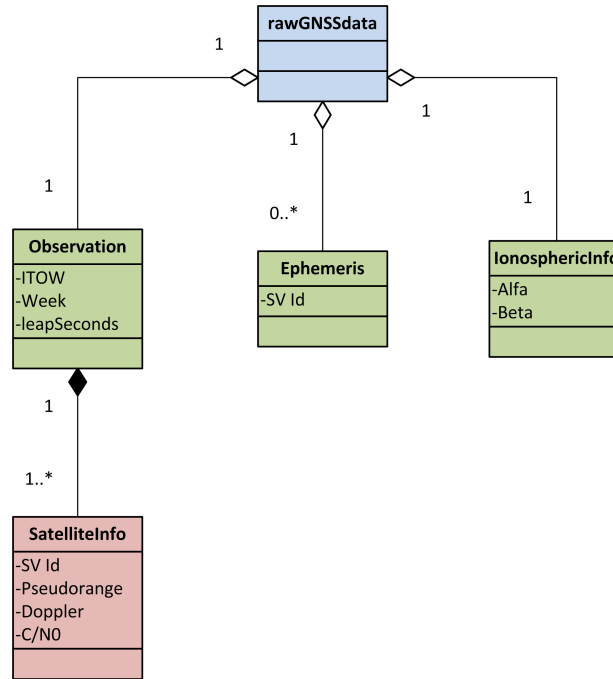 rawGNSSdata
1
1
1
1
1
0..*
Observation
-ITOW
-Week
-leapSeconds
Ephemeris
-SV Id
IonosphericInfo
-Alfa
-Beta
1
1..*
SatelliteInfo
-SV Id
-Pseudorange
-Doppler
-C/N0